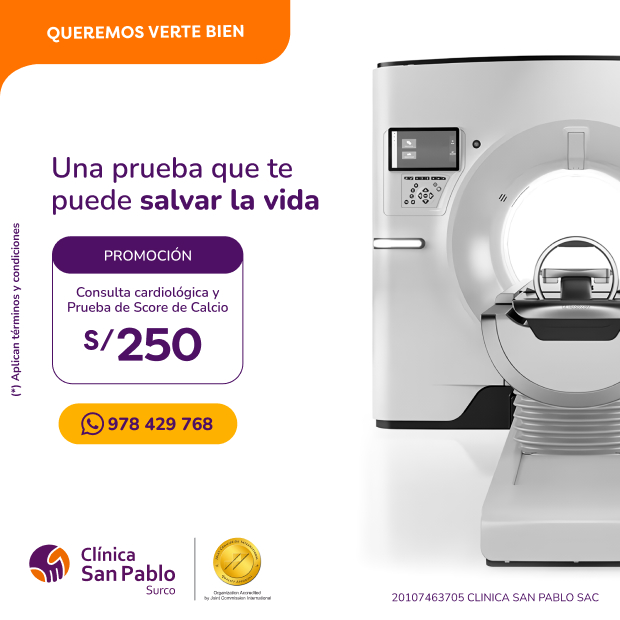 QUEREMOS VERTE BIEN
Una prueba que te
puede salvar la vida
(*) Aplican términos y condiciones
PROMOCIÓN
Consulta cardiológica y
Prueba de Score de Calcio
S/250
978 429 768
Clínica
San Pablo
Surco
Organization Accredited
by Joint Commission International
20107463705 CLINICA SAN PABLO SAC